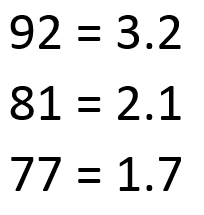 92 = 3.2
81 = 2.1
77 = 1.7